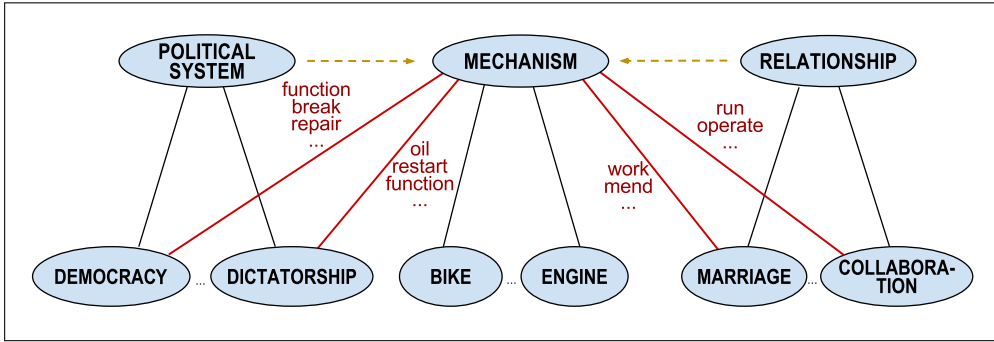 POLITICAL
SYSTEM
MECHANISM
RELATIONSHIP
function
break
repair
...
oil
restart
function
...
work
mend
...
run
operate
...
DEMOCRACY
...
DICTATORSHIP
BIKE
...
ENGINE
MARRIAGE
...
COLLABORA-
TION